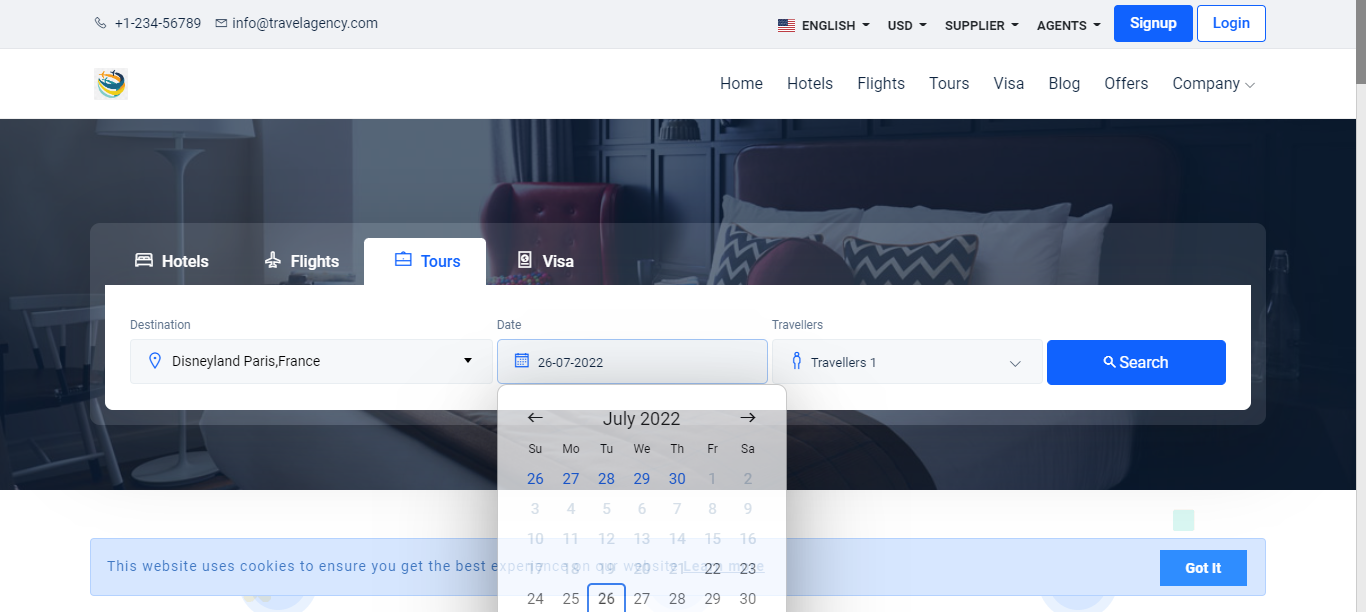 +1-234-56789 info@travelagency.com ENGLISH USD SUPPLIER AGENTS Signup Login
Home Hotels Flights Tours Visa Blog Offers Company
Hotels Flights Tours Visa
Destination Date Travellers
Disneyland Paris,France 26-07-2022 Travellers 1 Search
July 2022
Su Mo Tu We Th Fr Sa
26 27 28 29 30 1 2
3 4 5 6 7 8 9
10 11 12 13 14 15 16
This website uses cookies to ensure you get the best experience on our website. Learn more Got It
17 18 19 20 21 22 23
24 25 26 27 28 29 30